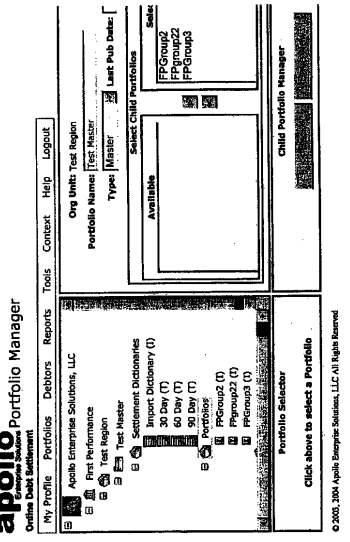 apollo Portfolio Manager
Enterprise Solutions
Online Debt Settlement
My Profile Portfolios Debtors Reports Tools Context Help Logout
Apollo Enterprise Solutions, LLC
First Performance
Test Region
Test Master
Settlement Dictionaries
Import Dictionary (I)
30 Day (T)
60 Day (T)
90 Day (T)
Portfolios
FPGroup2 (I)
FPgroup22 (I)
FPGroup3 (I)
Portfolio Selector
Click above to select a Portfolio
Org Unit: Test Region
Portfolio Name: Test Master
Type: Master Last Pub Date:
Select Child Portfolios
Available
Selec
FPGroup2
FPgroup22
FPGroup3
Child Portfolio Manager
© 2003, 2004 Apollo Enterprise Solutions, LLC All Rights Reserved